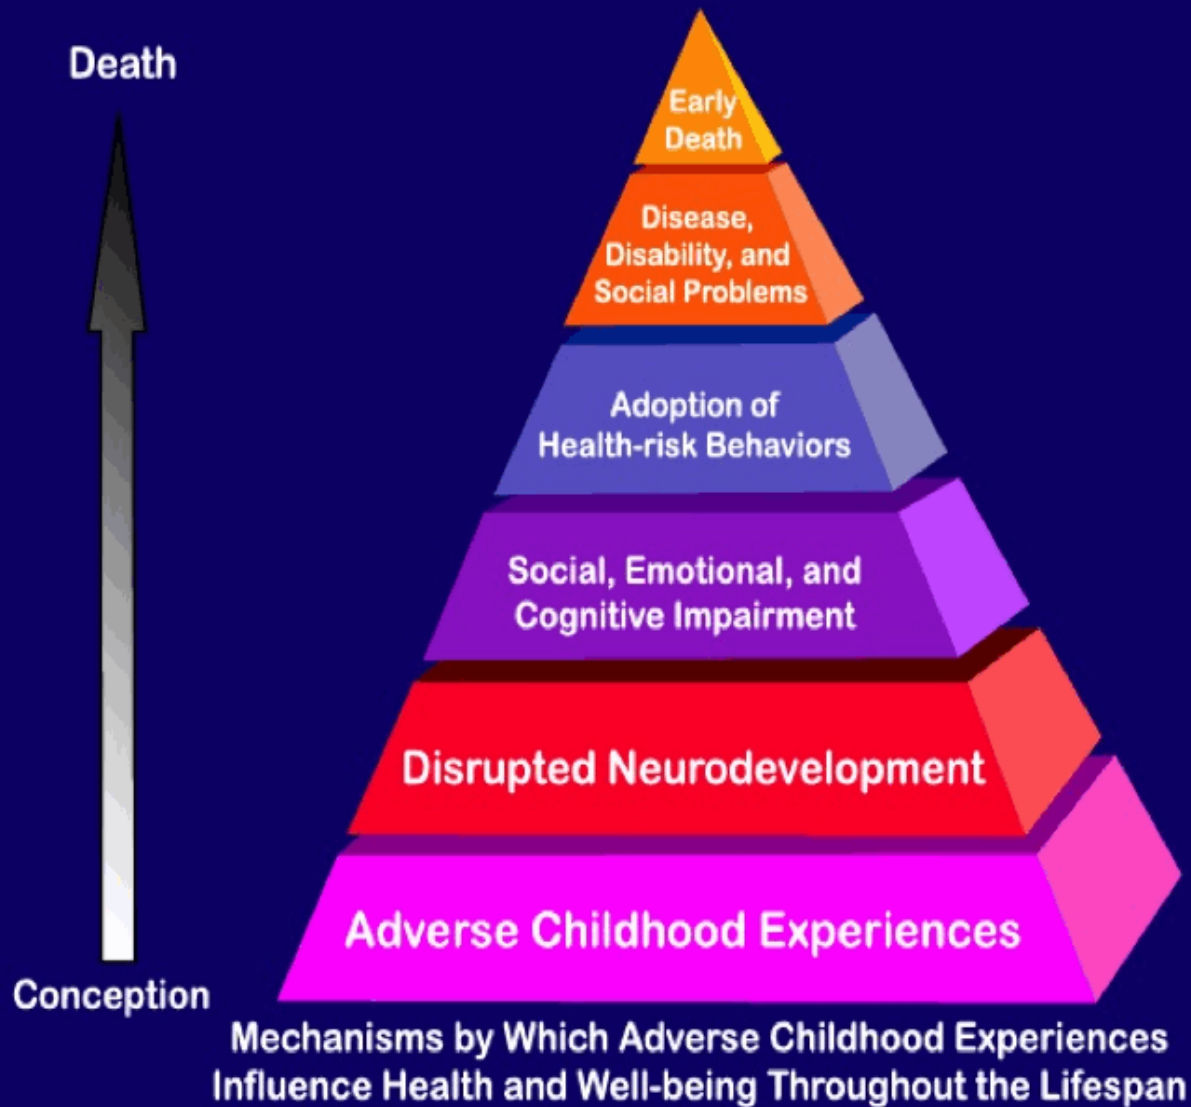 Death
Early
Death
Disease,
Disability, and
Social Problems
Adoption of
Health-risk Behaviors
Social, Emotional, and
Cognitive Impairment
Disrupted Neurodevelopment
Adverse Childhood Experiences
Conception
Mechanisms by Which Adverse Childhood Experiences
Influence Health and Well-being Throughout the Lifespan